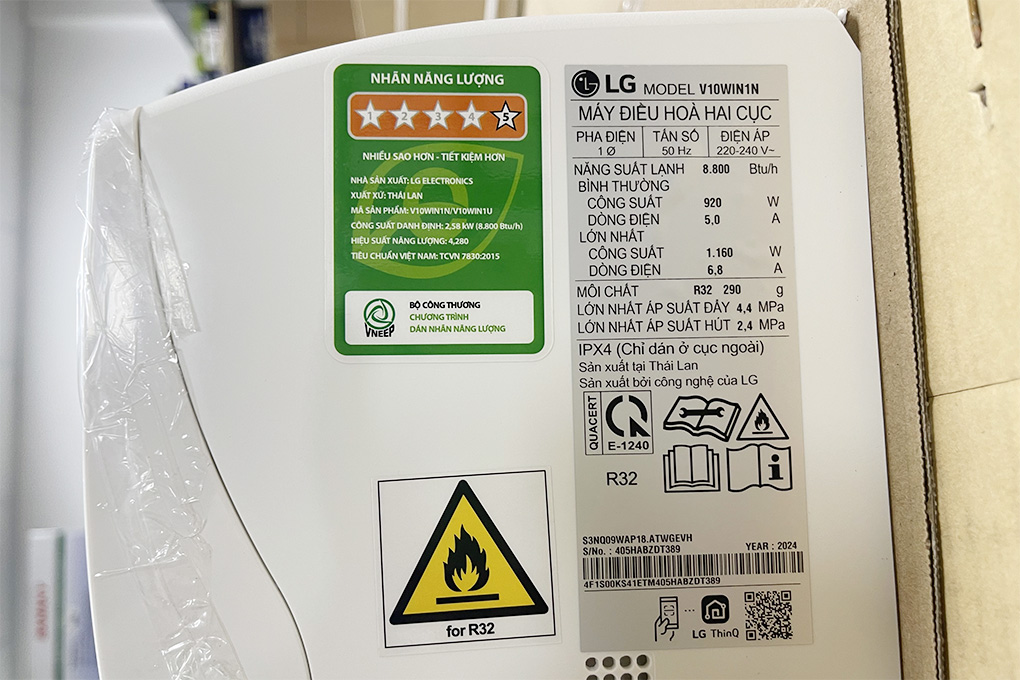 NHÃN NĂNG LƯỢNG
1 2 3 4 5
NHIỀU SAO HƠN - TIẾT KIỆM HƠN
NHÀ SẢN XUẤT: LG ELECTRONICS
XUẤT XỨ: THÁI LAN
MÃ SẢN PHẨM: V10WIN1N/V10WIN1U
CÔNG SUẤT DANH ĐỊNH: 2,58 kW (8.800 Btu/h)
HIỆU SUẤT NĂNG LƯỢNG: 4,280
TIÊU CHUẨN VIỆT NAM: TCVN 7830:2015
VNEEP
BỘ CÔNG THƯƠNG
CHƯƠNG TRÌNH
DÁN NHÃN NĂNG LƯỢNG
for R32
LG MODEL V10WIN1N
MÁY ĐIỀU HOÀ HAI CỤC
PHA ĐIỆN TẦN SỐ ĐIỆN ÁP
1 Ø 50 Hz 220-240 V~
NĂNG SUẤT LẠNH 8.800 Btu/h
BÌNH THƯỜNG
CÔNG SUẤT 920 W
DÒNG ĐIỆN 5,0 A
LỚN NHẤT
CÔNG SUẤT 1.160 W
DÒNG ĐIỆN 6,8 A
MÔI CHẤT R32 290 g
LỚN NHẤT ÁP SUẤT ĐẨY 4,4 MPa
LỚN NHẤT ÁP SUẤT HÚT 2,4 MPa
IPX4 (Chỉ dán ở cục ngoài)
Sản xuất tại Thái Lan
Sản xuất bởi công nghệ của LG
QUACERT
E-1240
R32
S3NQ09WAP18.ATWGEVH
S/No. : 405HABZDT389 YEAR : 2024
4F1S00KS41ETM405HABZDT389
LG ThinQ